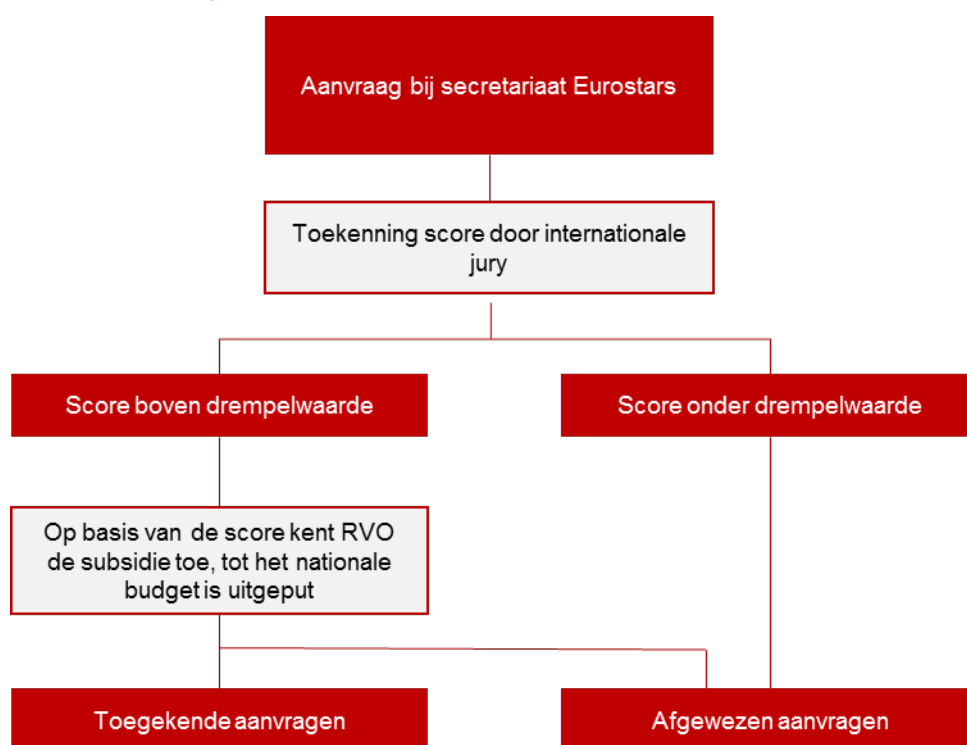 Aanvraag bij secretariaat Eurostars
Toekenning score door internationale
jury
Score boven drempelwaarde
Score onder drempelwaarde
Op basis van de score kent RVO
de subsidie toe, tot het nationale
budget is uitgeput
Toegekende aanvragen
Afgewezen aanvragen